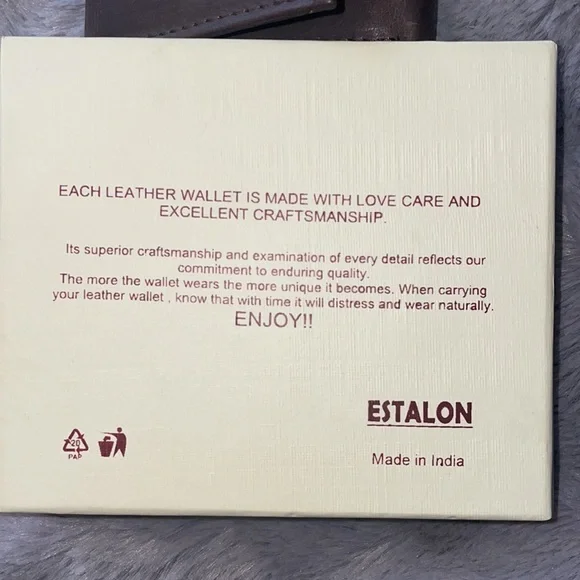 EACH LEATHER WALLET IS MADE WITH LOVE CARE AND
EXCELLENT CRAFTSMANSHIP.
Its superior craftsmanship and examination of every detail reflects our
commitment to enduring quality.
The more the wallet wears the more unique it becomes. When carrying
your leather wallet , know that with time it will distress and wear naturally.
ENJOY!!
ESTALON
20
PAP
Made in India